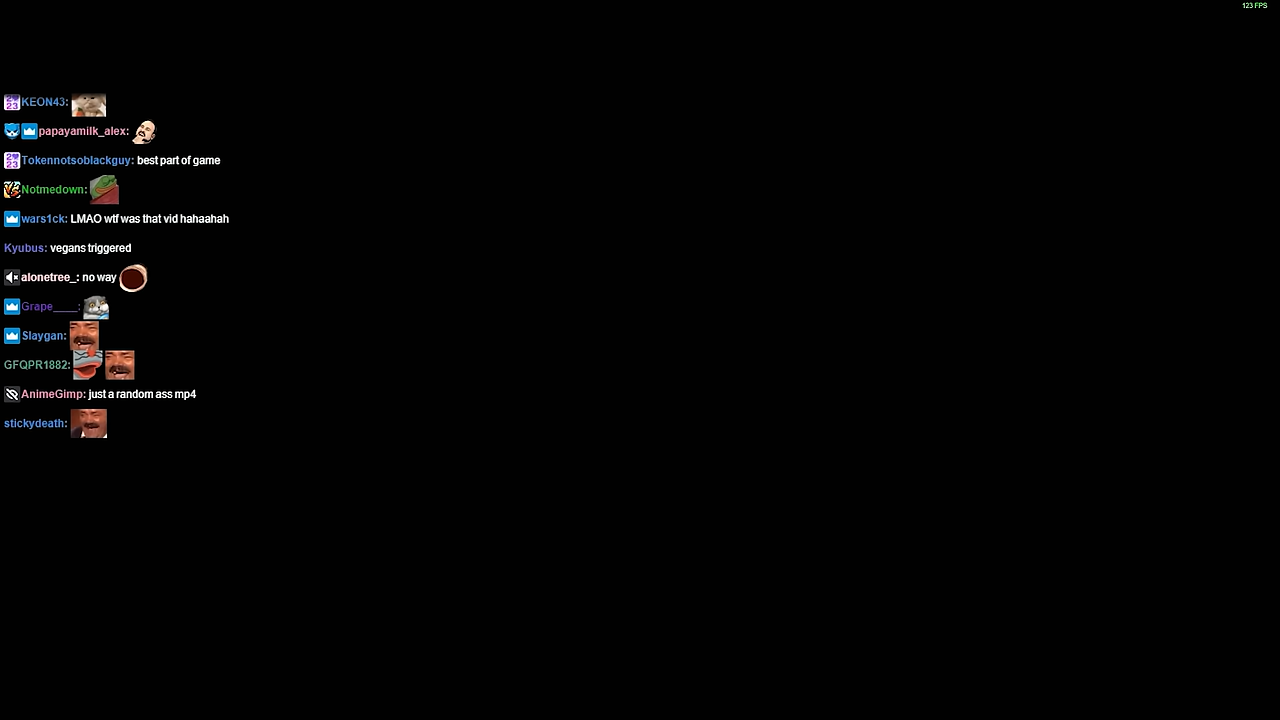 123 FPS
KEON43:
papayamilk_alex:
Tokennotsoblackguy: best part of game
Notmedown:
wars1ck: LMAO wtf was that vid hahaahah
Kyubus: vegans triggered
alonetree_: no way
Grape____:
Slaygan:
GFQPR1882:
AnimeGimp: just a random ass mp4
stickydeath: